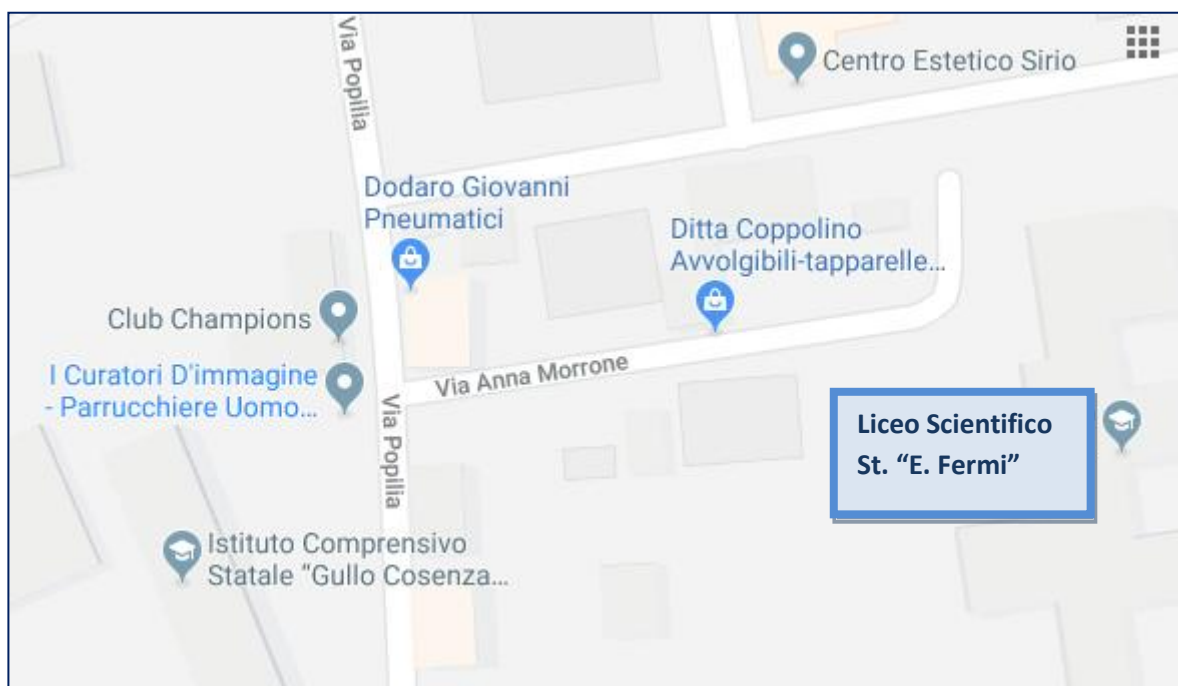 Via Popilia
Centro Estetico Sirio
Dodaro Giovanni
Pneumatici
Ditta Coppolino
Avvolgibili-tapparelle...
Club Champions
I Curatori D'immagine
- Parrucchiere Uomo...
Via Anna Morrone
Via Popilia
Liceo Scientifico
St. “E. Fermi”
Istituto Comprensivo
Statale “Gullo Cosenza...